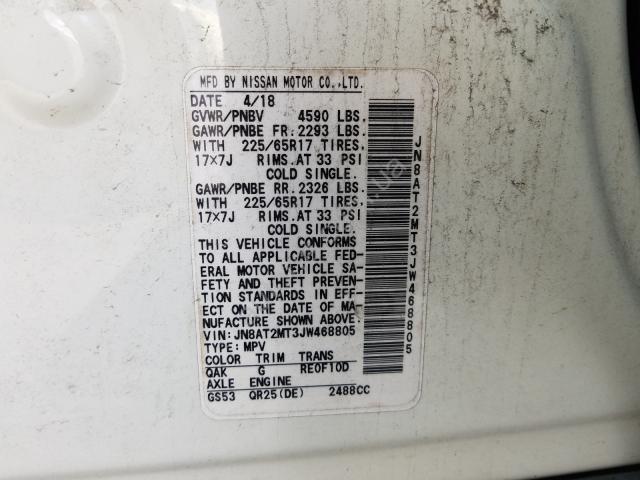 MFD BY NISSAN MOTOR CO.,LTD.
DATE 4/18
GVWR/PNBV 4590 LBS,
GAWR/PNBE FR.2293 LBS.
WITH 225/65R17 TIRES,
17×7J RIMS.AT 33 PSI
COLD SINGLE.
GAWR/PNBE RR.2326 LBS.
WITH 225/65R17 TIRES,
17×7J RIMS.AT 33 PSI
COLD SINGLE.
THIS VEHICLE CONFORMS
TO ALL APPLICABLE FED-
ERAL MOTOR VEHICLE SA-
FETY AND THEFT PREVEN-
TION STANDARDS IN EFF-
ECT ON THE DATE OF MA-
NUFACTURE SHOWN ABOVE.
VIN:JN8AT2MT3JW468805
TYPE:MPV
COLOR TRIM TRANS
QAK G RE0F10D
AXLE ENGINE
GS53 QR25(DE) 2488CC
JN8AT2MT3JW468805